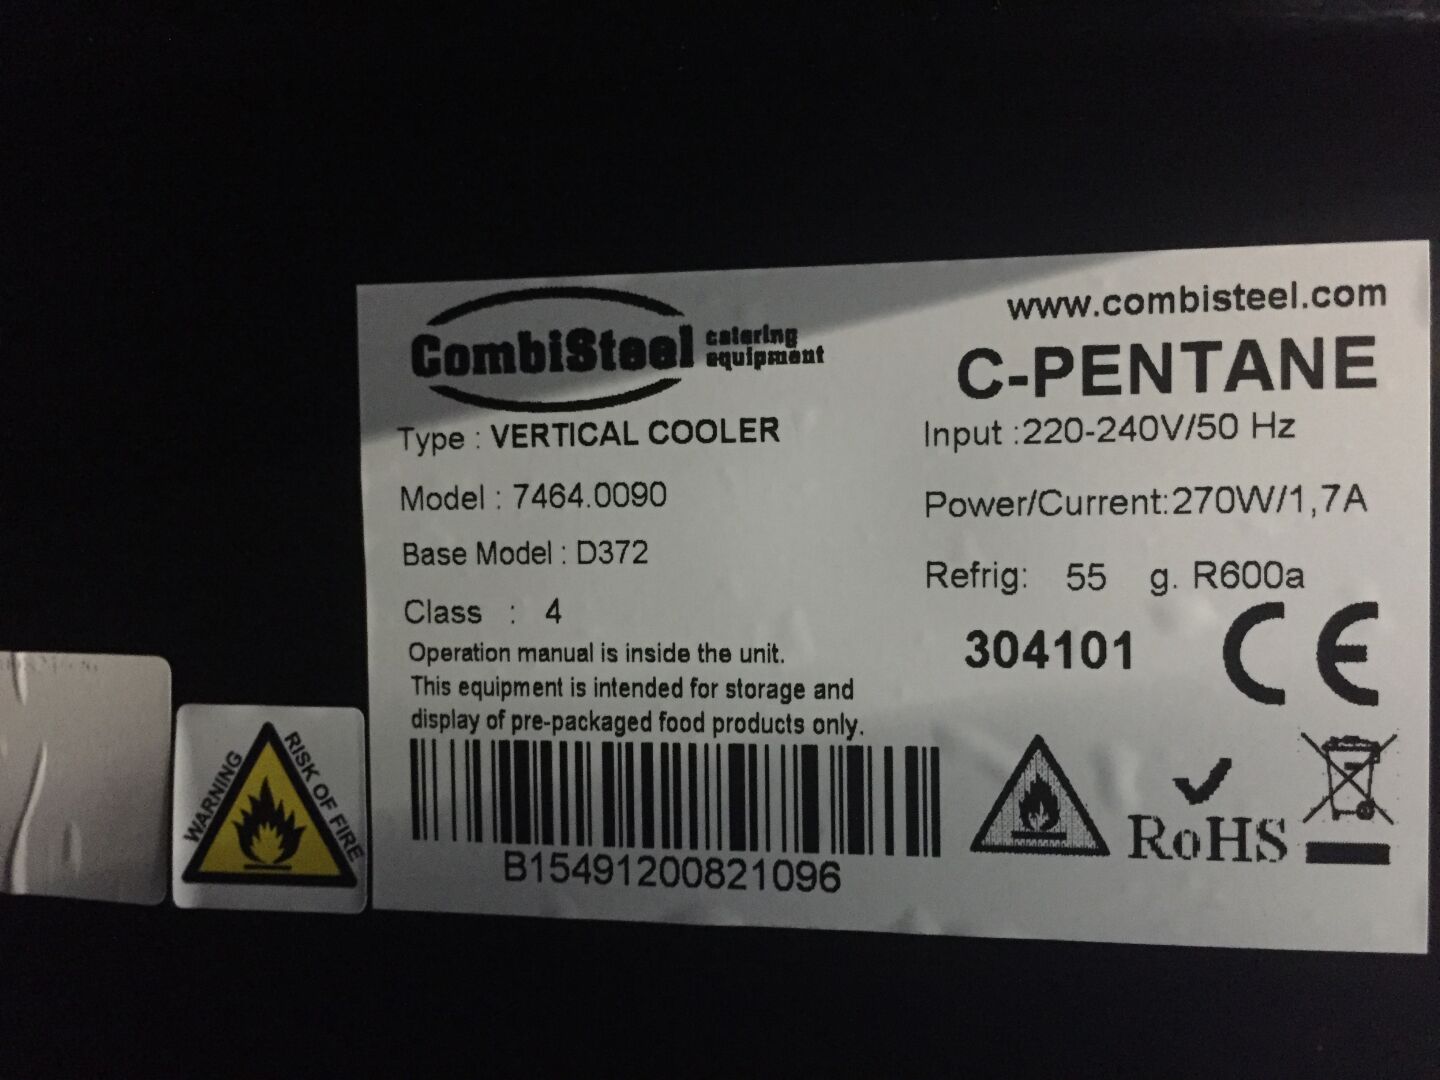 CombiSteel catering equipment
www.combisteel.com
C-PENTANE
Type : VERTICAL COOLER
Input :220-240V/50 Hz
Model : 7464.0090
Power/Current:270W/1,7A
Base Model : D372
Refrig: 55 g. R600a
Class : 4
304101
CE
Operation manual is inside the unit.
This equipment is intended for storage and
display of pre-packaged food products only.
B15491200821096
RoHS
WARNING
RISK OF FIRE